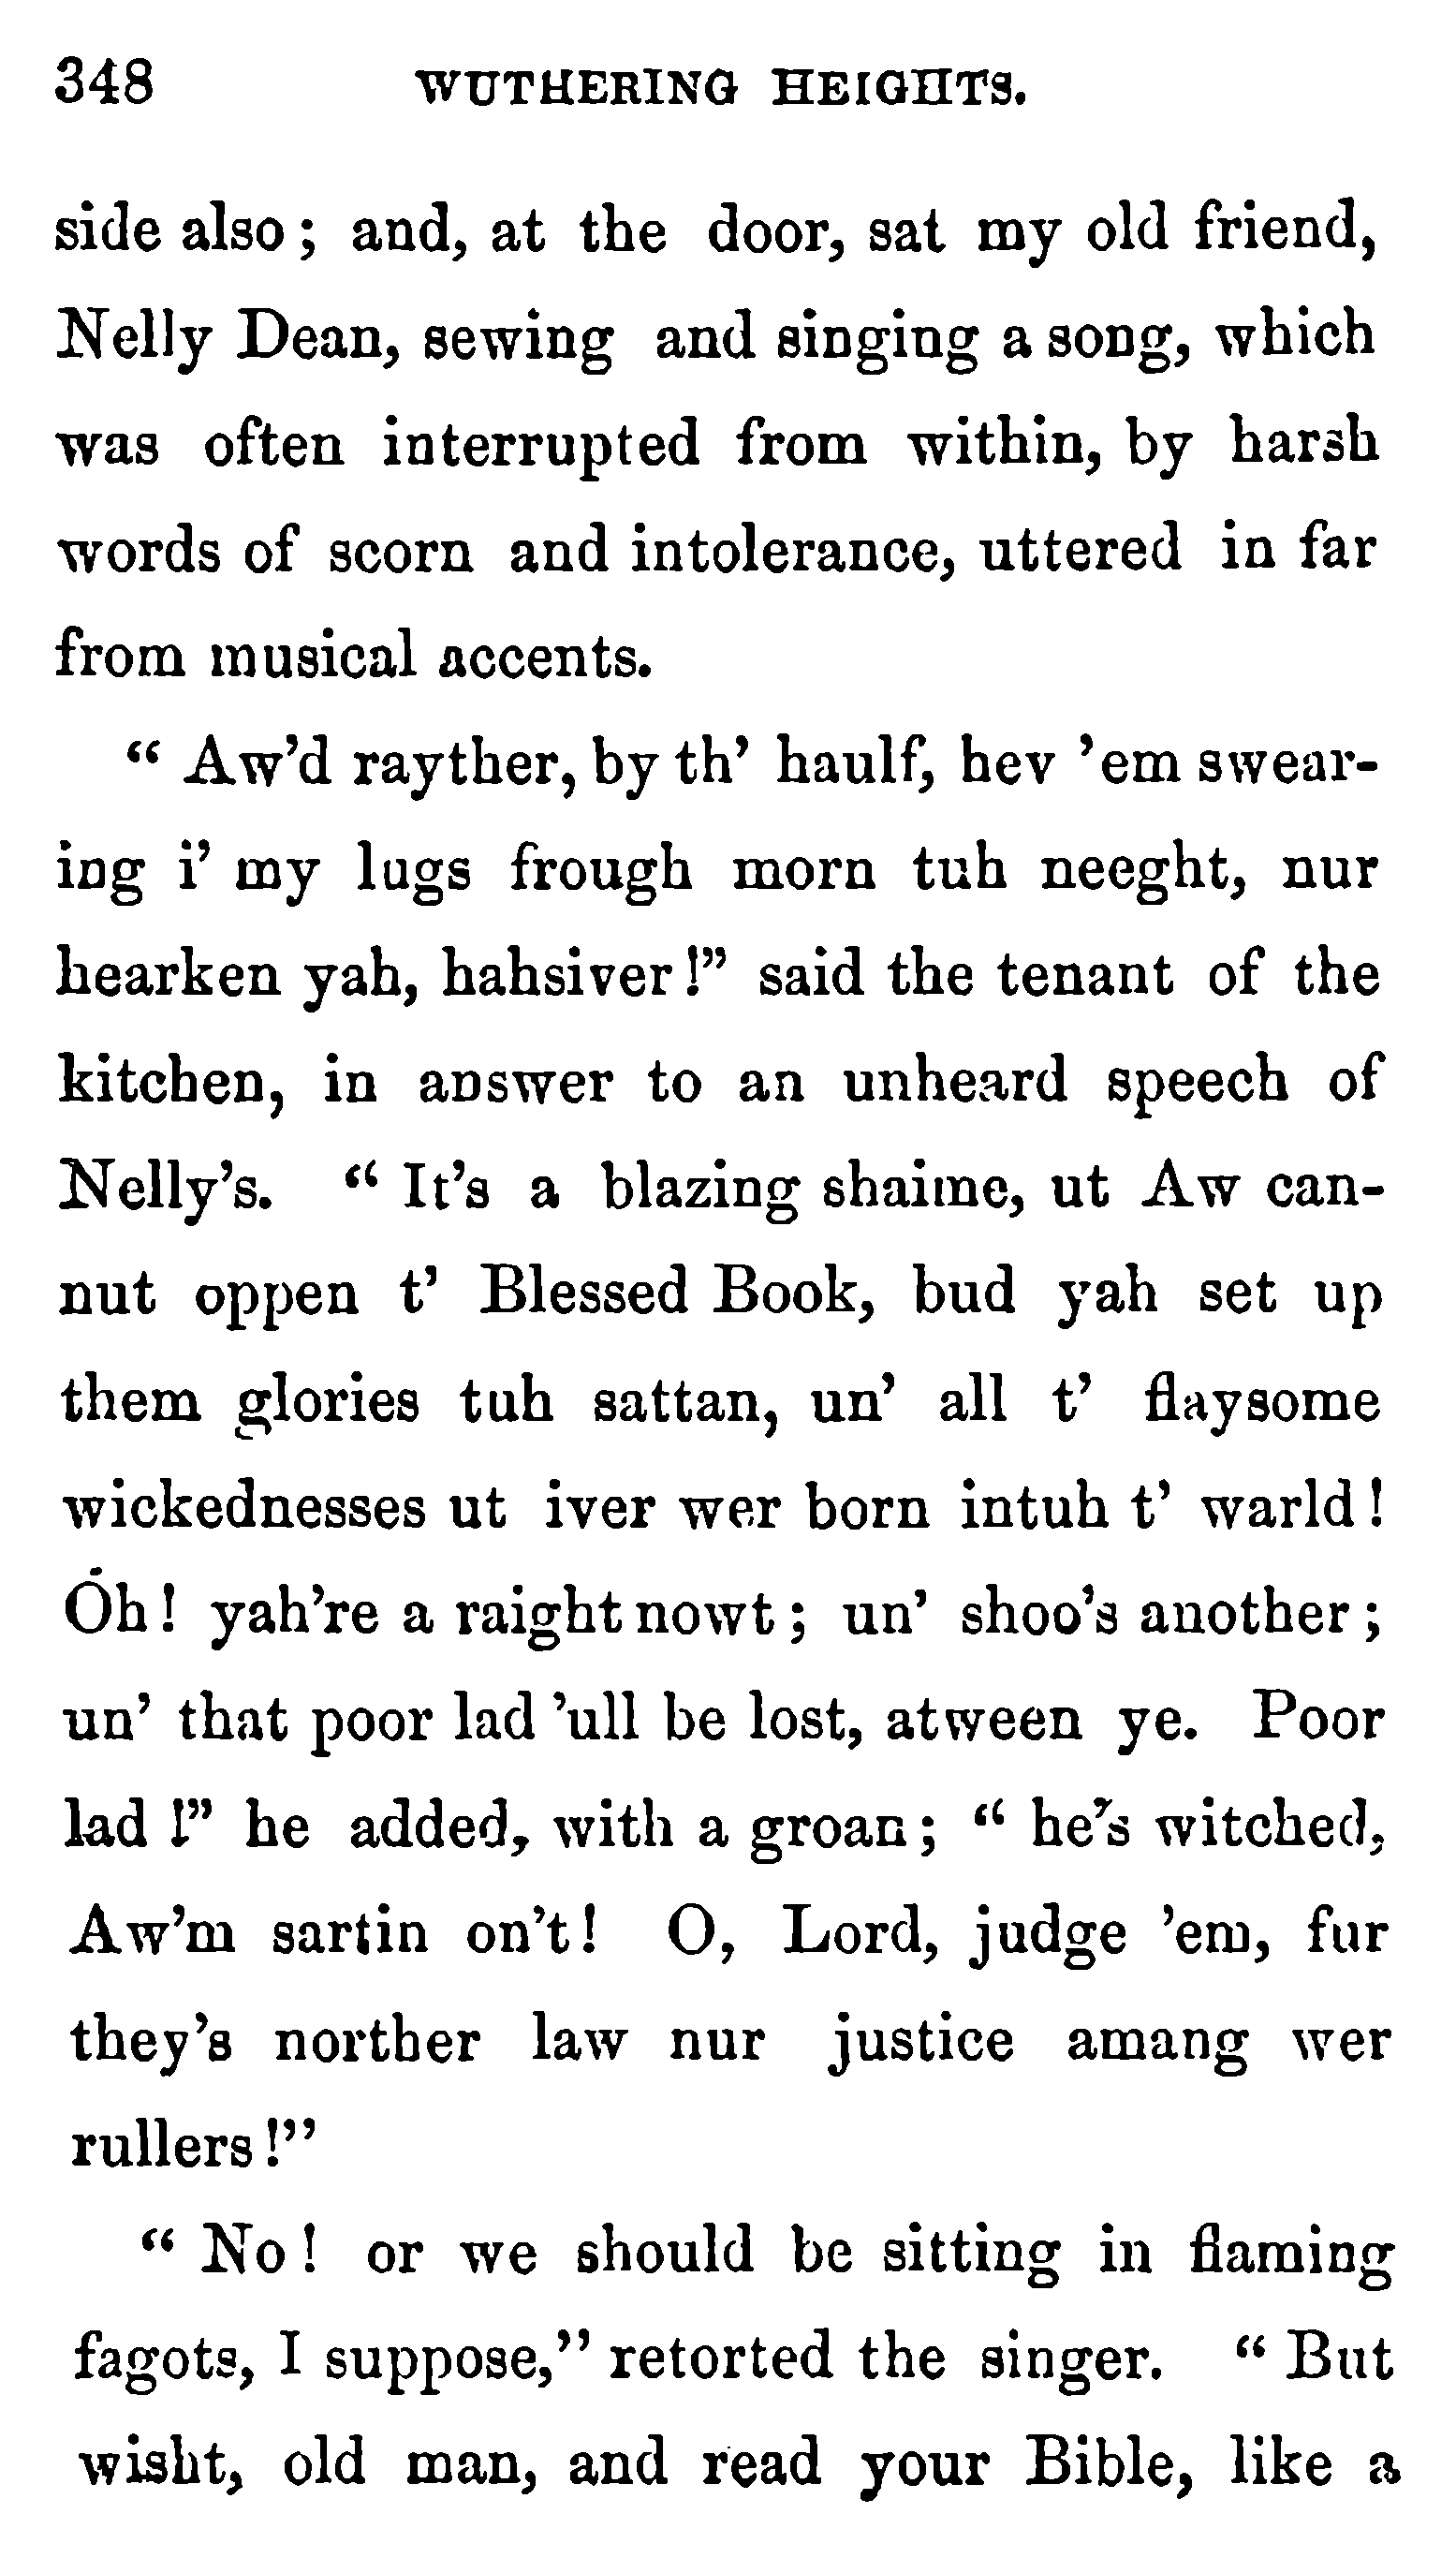 348 WUTHERING HEIGHTS.
side also; and, at the door, sat my old friend,
Nelly Dean, sewing and singing a song, which
was often interrupted from within, by harsh
words of scorn and intolerance, uttered in far
from musical accents.
“ Aw’d rayther, by th’ haulf, hev ’em swear-
ing i’ my lugs frough morn tuh neeght, nur
hearken yah, hahsiver!” said the tenant of the
kitchen, in answer to an unheard speech of
Nelly’s. “ It’s a blazing shaime, ut Aw can-
nut oppen t’ Blessed Book, bud yah set up
them glories tuh sattan, un’ all t’ flaysome
wickednesses ut iver wer born intuh t’ warld!
Oh! yah’re a raight nowt; un’ shoo’s another;
un’ that poor lad ’ull be lost, atween ye. Poor
lad!” he added, with a groan; “ he’s witched,
Aw’m sartin on’t! O, Lord, judge ’em, fur
they’s norther law nur justice amang wer
rullers!”
“ No! or we should be sitting in flaming
fagots, I suppose,” retorted the singer. “ But
wisht, old man, and read your Bible, like a